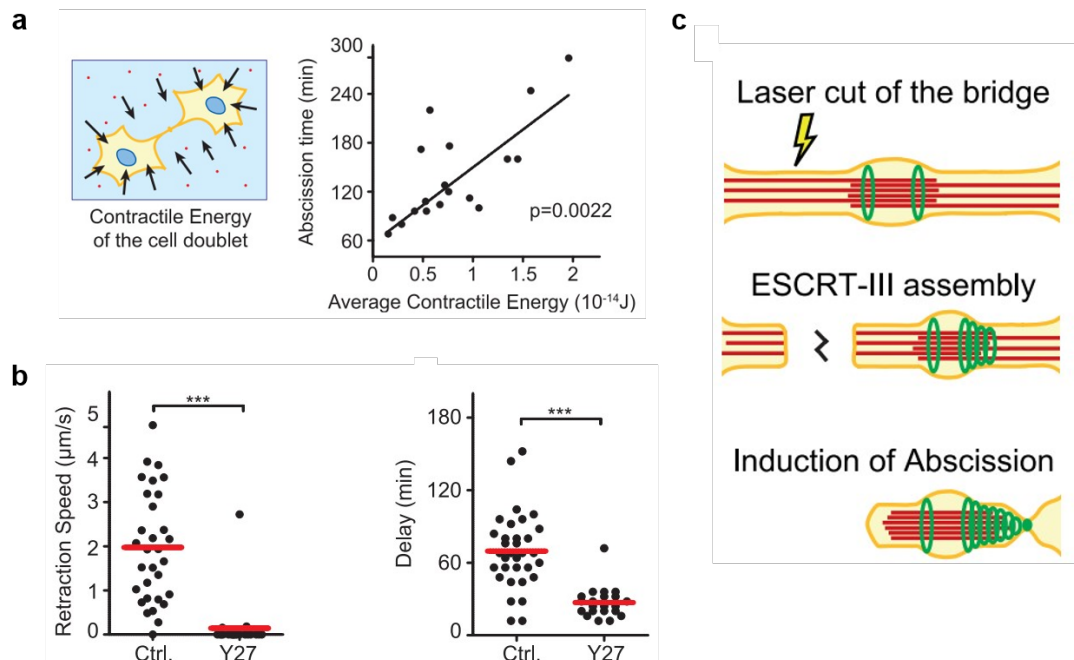 a
Contractile Energy
of the cell doublet
Abscission time (min)
300
240
180
120
60
p=0.0022
0 0.5 1 1.5 2
Average Contractile Energy (10⁻¹⁴J)
b
Retraction Speed (µm/s)
5
4
3
2
1
0
***
Ctrl. Y27
Delay (min)
180
120
60
0
***
Ctrl. Y27
c
Laser cut of the bridge
ESCRT-III assembly
Induction of Abscission